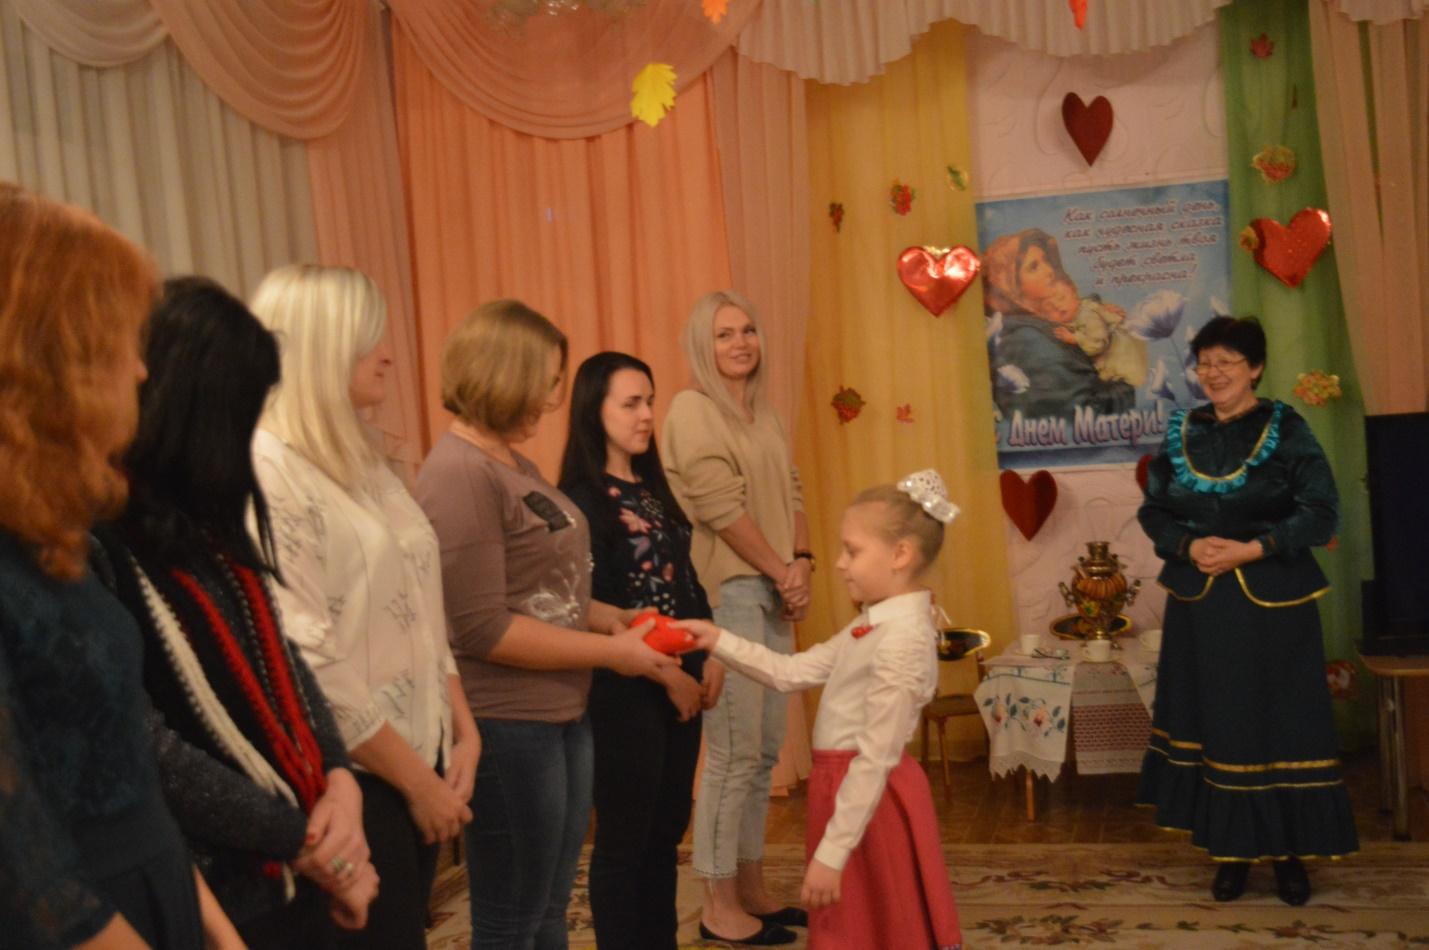 Как солнечный день,
как чудесная сказка
пусть жизнь твоя
будет светла
и прекрасна!
С Днем Матери!